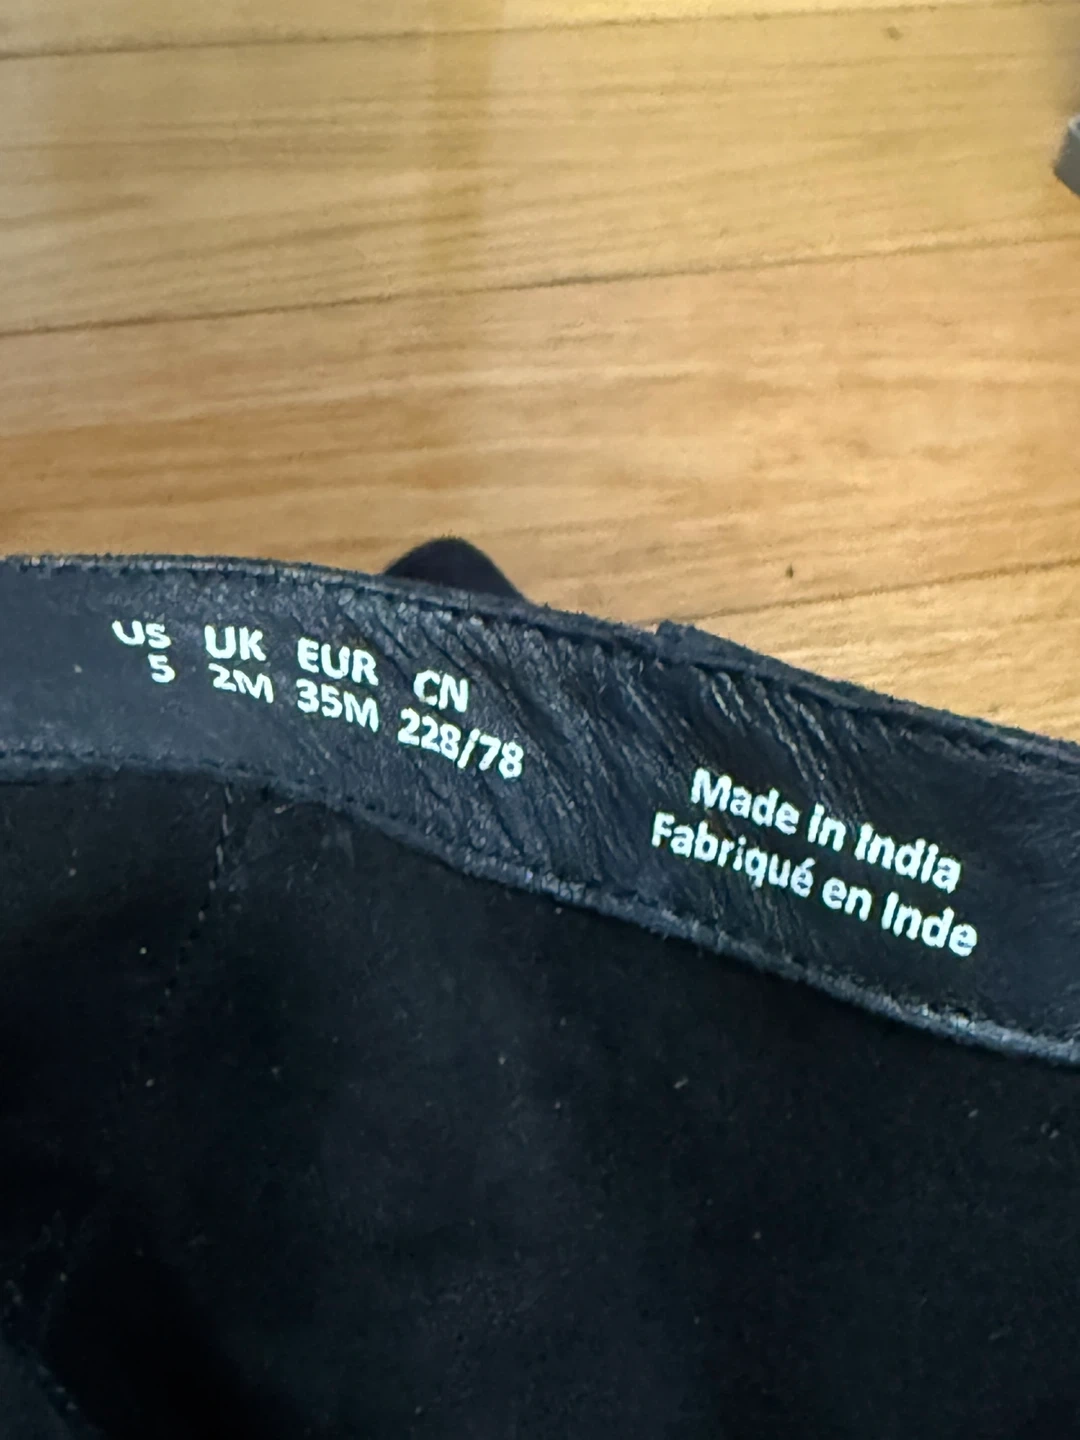 US UK EUR CN
5 2M 35M 228/78
Made in India
Fabriqué en Inde